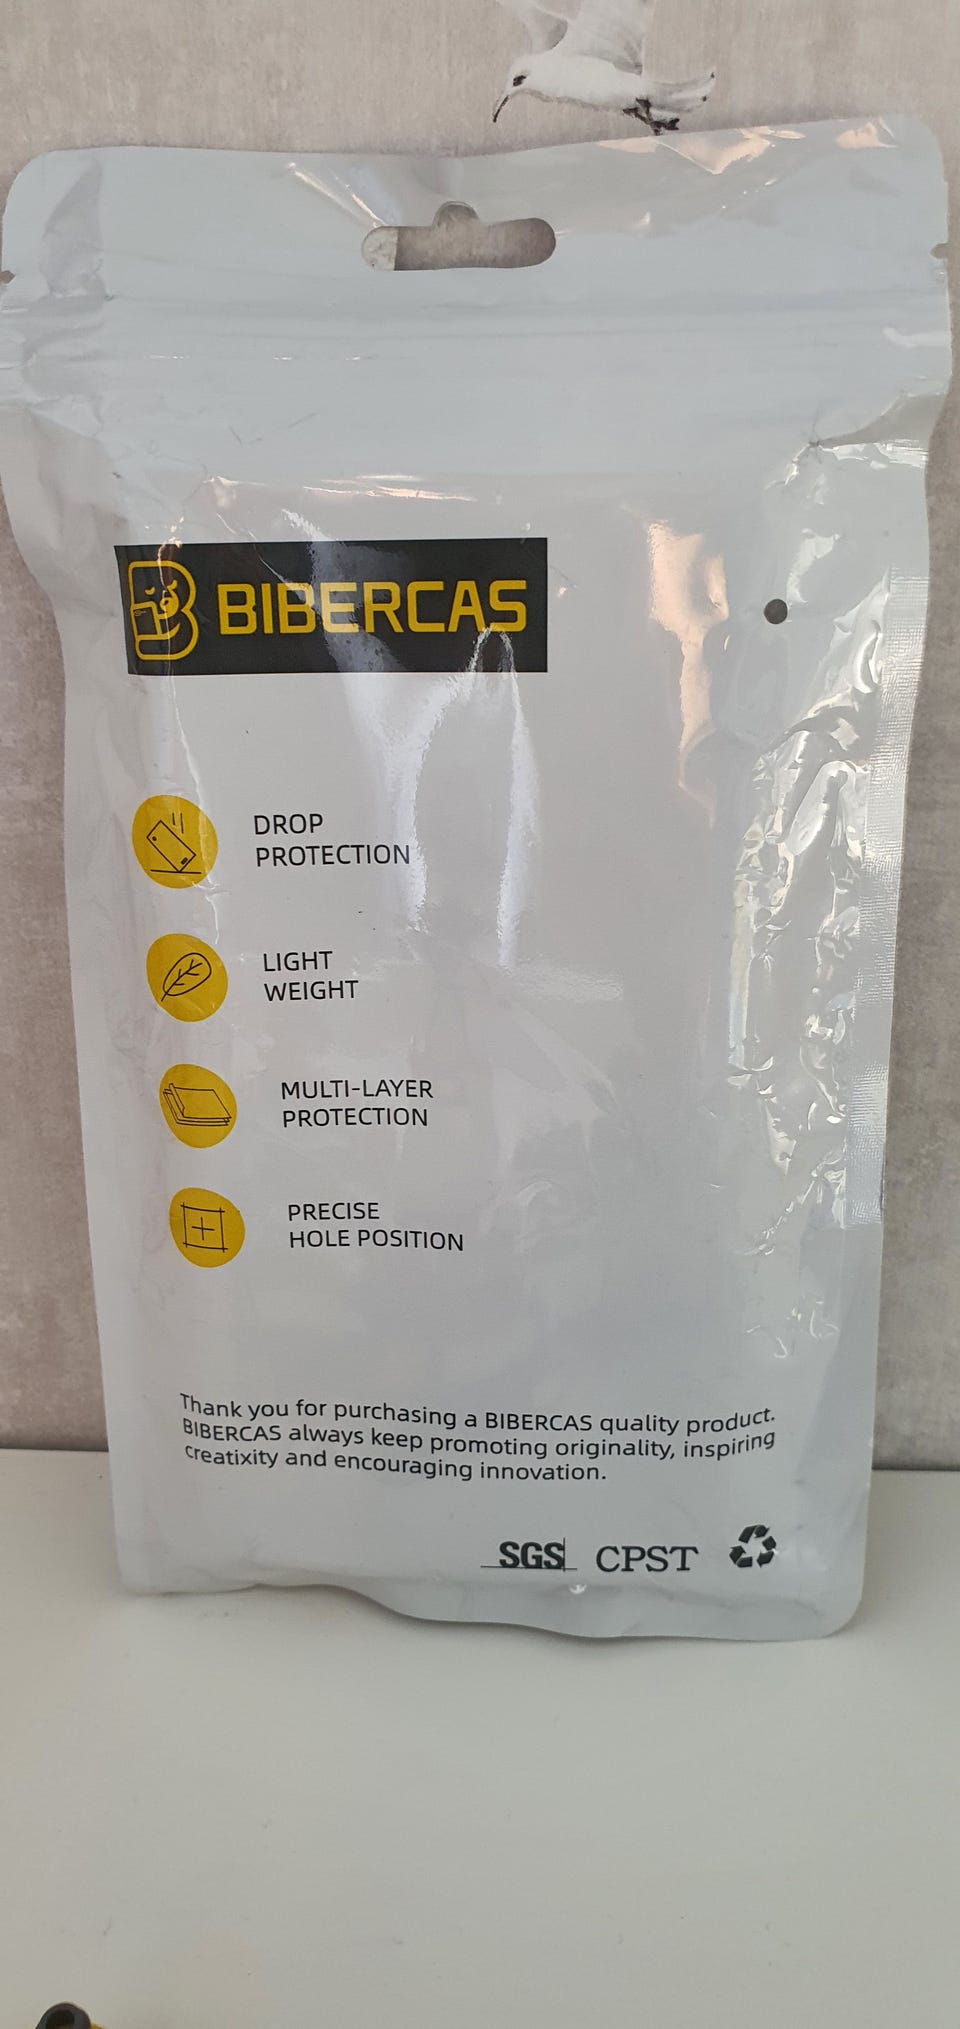 BIBERCAS
DROP
PROTECTION
LIGHT
WEIGHT
MULTI-LAYER
PROTECTION
PRECISE
HOLE POSITION
Thank you for purchasing a BIBERCAS quality product.
BIBERCAS always keep promoting originality, inspiring
creatixity and encouraging innovation.
SGS CPST